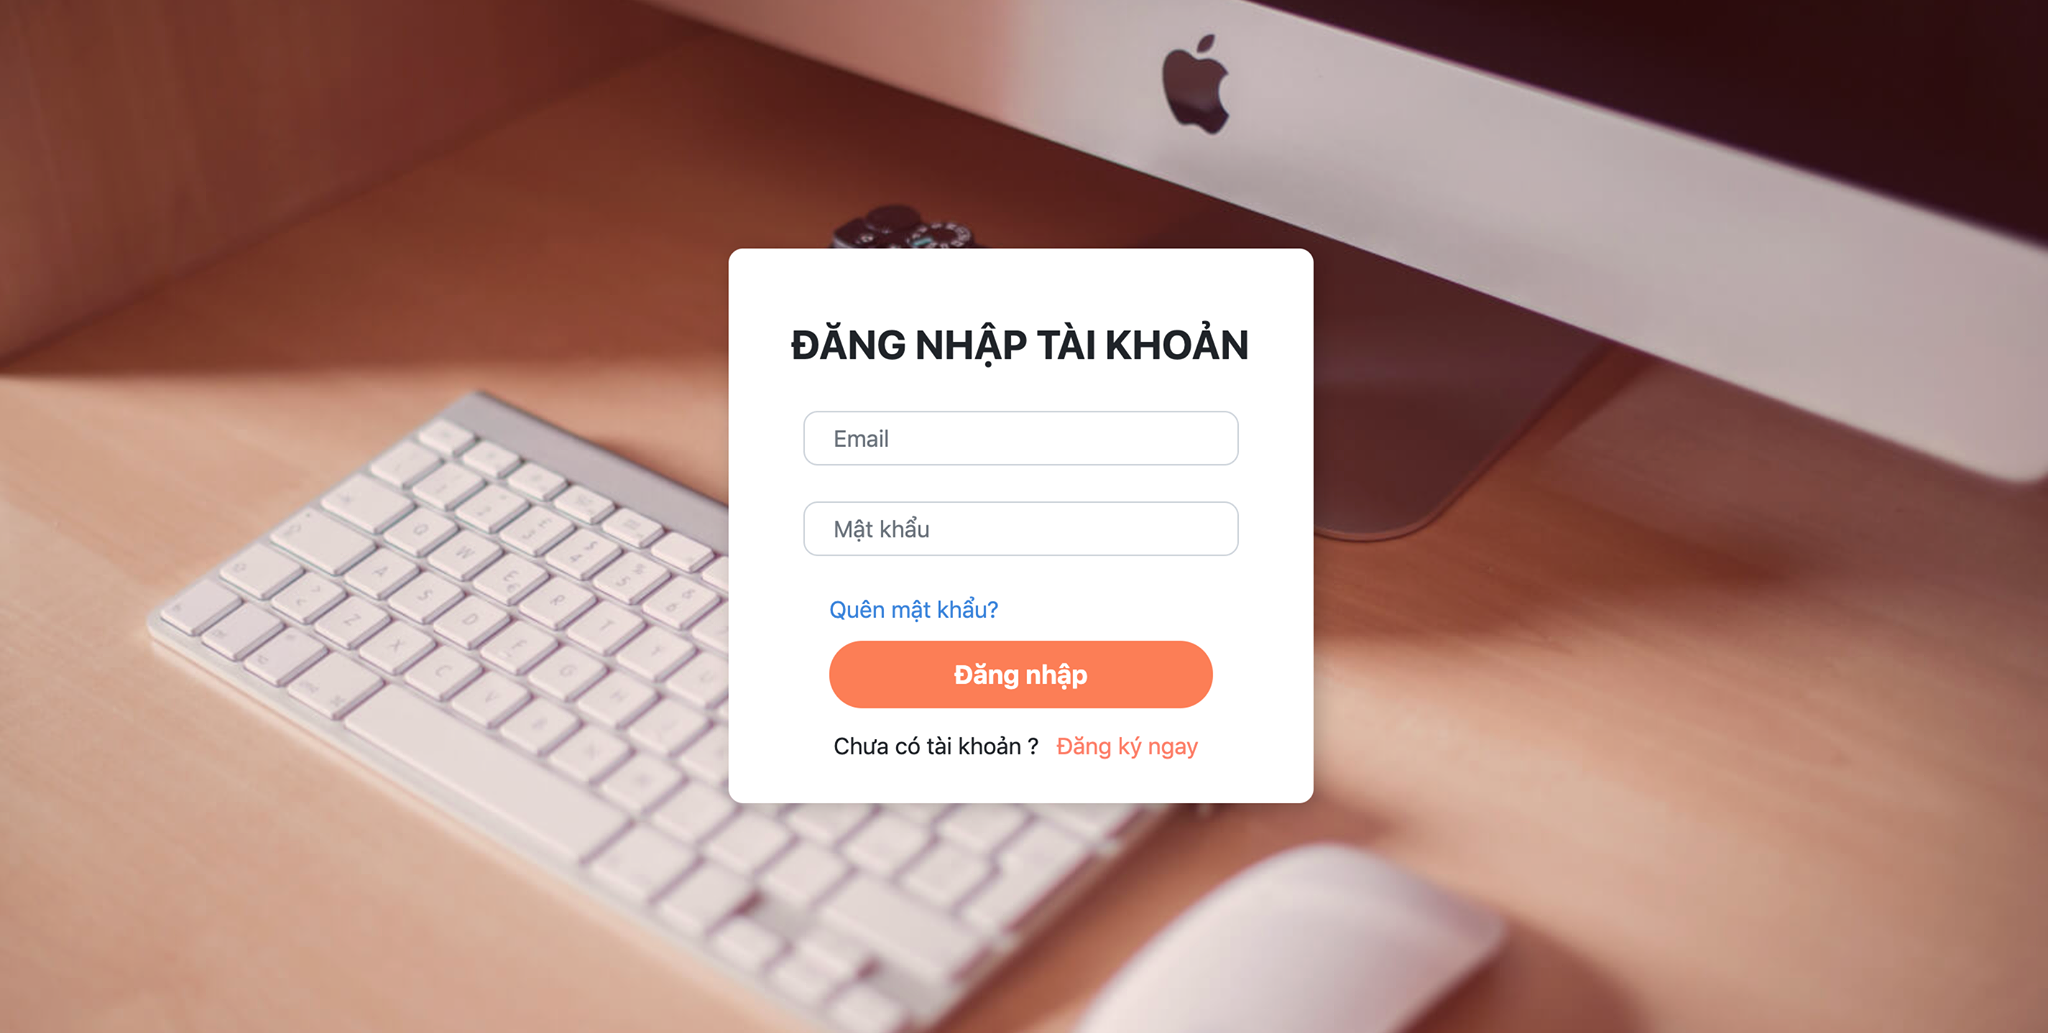 ĐĂNG NHẬP TÀI KHOẢN
Email
Mật khẩu
Quên mật khẩu?
Đăng nhập
Chưa có tài khoản ? Đăng ký ngay